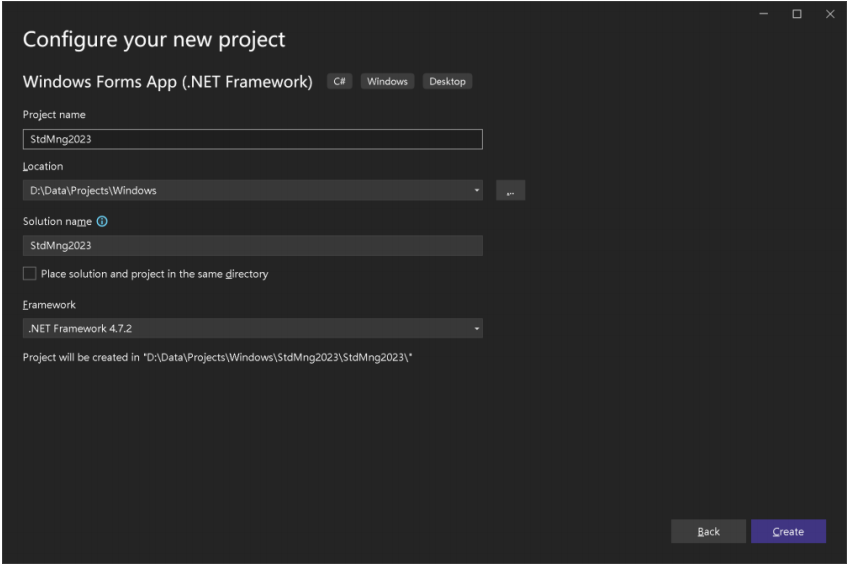 Configure your new project
Windows Forms App (.NET Framework) C# Windows Desktop
Project name
StdMng2023
Location
D:\Data\Projects\Windows
...
Solution name
StdMng2023
Place solution and project in the same directory
Framework
.NET Framework 4.7.2
Project will be created in "D:\Data\Projects\Windows\StdMng2023\StdMng2023\"
Back Create